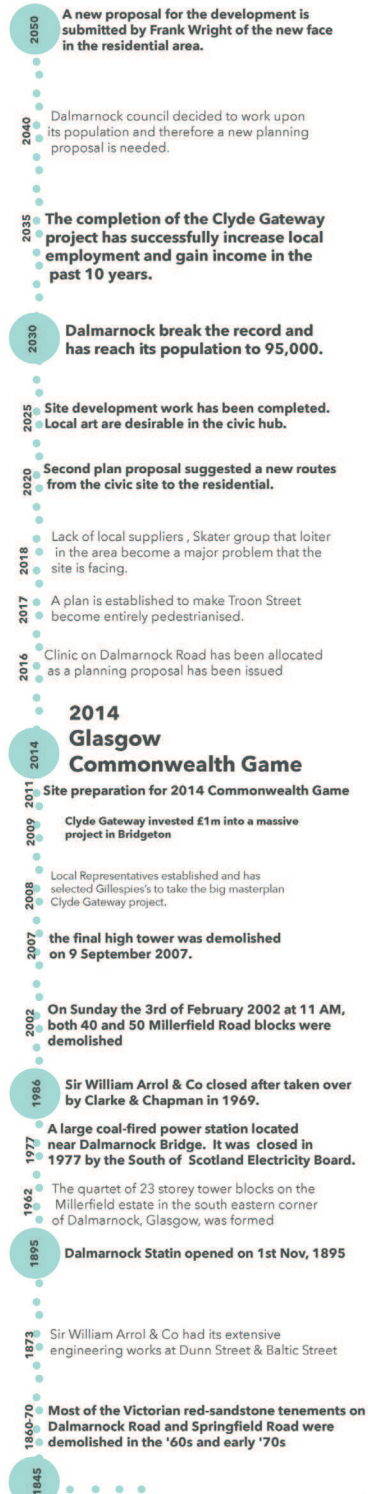 2050
A new proposal for the development is
submitted by Frank Wright of the new face
in the residential area.
2040
Dalmarnock council decided to work upon
its population and therefore a new planning
proposal is needed.
2035
The completion of the Clyde Gateway
project has successfully increase local
employment and gain income in the
past 10 years.
2030
Dalmarnock break the record and
has reach its population to 95,000.
2025
Site development work has been completed.
Local art are desirable in the civic hub.
2020
Second plan proposal suggested a new routes
from the civic site to the residential.
2018
Lack of local suppliers , Skater group that loiter
in the area become a major problem that the
site is facing.
2017
A plan is established to make Troon Street
become entirely pedestrianised.
2016
Clinic on Dalmarnock Road has been allocated
as a planning proposal has been issued
2014
2014
Glasgow
Commonwealth Game
2011
Site preparation for 2014 Commonwealth Game
2009
Clyde Gateway invested £1m into a massive
project in Bridgeton
2008
Local Representatives established and has
selected Gillespies's to take the big masterplan
Clyde Gateway project.
2007
the final high tower was demolished
on 9 September 2007.
2002
On Sunday the 3rd of February 2002 at 11 AM,
both 40 and 50 Millerfield Road blocks were
demolished
1986
Sir William Arrol & Co closed after taken over
by Clarke & Chapman in 1969.
1977
A large coal-fired power station located
near Dalmarnock Bridge. It was closed in
1977 by the South of Scotland Electricity Board.
1962
The quartet of 23 storey tower blocks on the
Millerfield estate in the south eastern corner
of Dalmarnock, Glasgow, was formed
1895
Dalmarnock Statin opened on 1st Nov, 1895
1873
Sir William Arrol & Co had its extensive
engineering works at Dunn Street & Baltic Street
1860-70
Most of the Victorian red-sandstone tenements on
Dalmarnock Road and Springfield Road were
demolished in the '60s and early '70s
1845